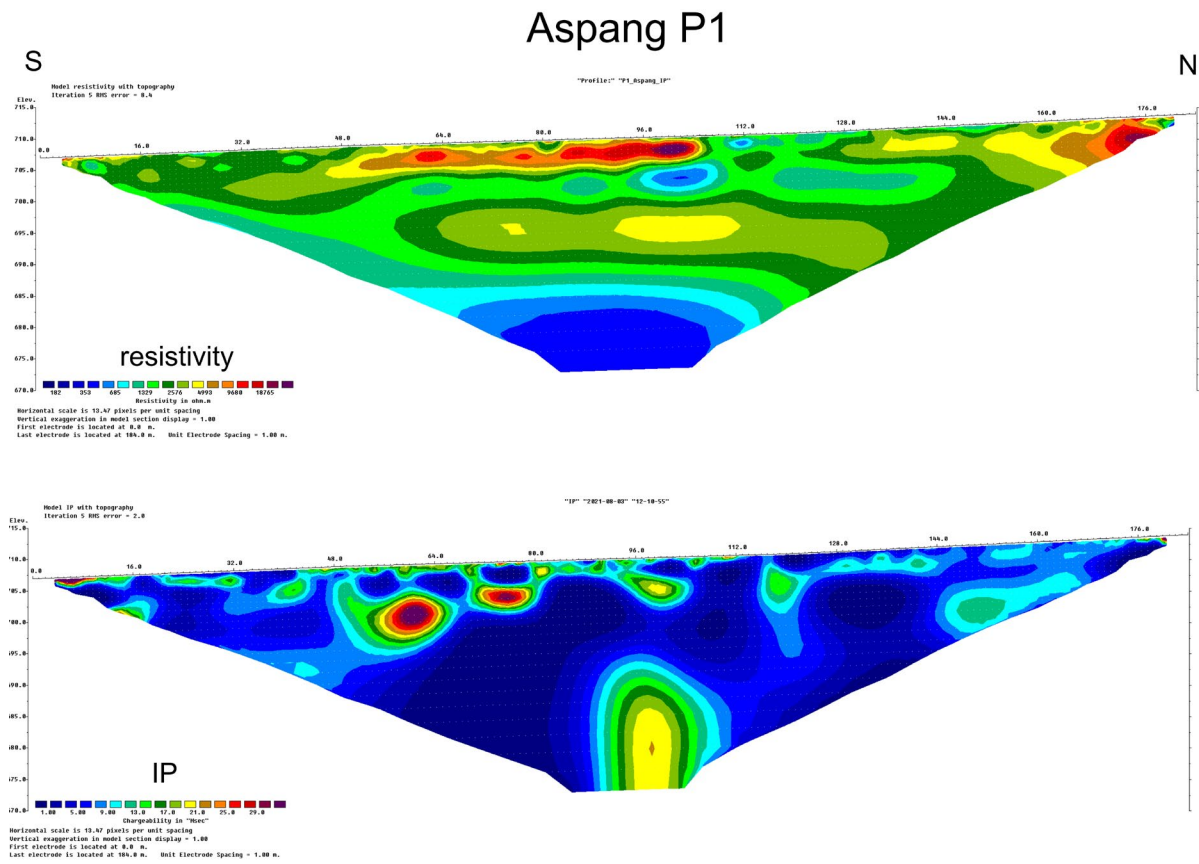 Aspang P1
S
N
Model resistivity with topography
Iteration 5 RMS error = 8.4
"Profile:" "P1_Aspang_IP"
Elev.
715.0
710.0
705.0
700.0
695.0
690.0
685.0
680.0
675.0
670.0
0.0 16.0 32.0 48.0 64.0 80.0 96.0 112.0 128.0 144.0 160.0 176.0
resistivity
182 353 685 1329 2576 4993 9680 18765
Resistivity in ohm.m
Horizontal scale is 13.47 pixels per unit spacing
Vertical exaggeration in model section display = 1.00
First electrode is located at 0.0 m.
Last electrode is located at 184.0 m. Unit Electrode Spacing = 1.00 m.
Model IP with topography
Iteration 5 RMS error = 2.0
"IP" "2021-08-03" "12-10-55"
Elev.
'15.0
'10.0
'05.0
'00.0
0.0 16.0 32.0 48.0 64.0 80.0 96.0 112.0 128.0 144.0 160.0 176.0
IP
1.00 5.00 9.00 13.0 17.0 21.0 25.0 29.0
Chargeability in "Msec"
Horizontal scale is 13.47 pixels per unit spacing
Vertical exaggeration in model section display = 1.00
First electrode is located at 0.0 m.
Last electrode is located at 184.0 m. Unit Electrode Spacing = 1.00 m.